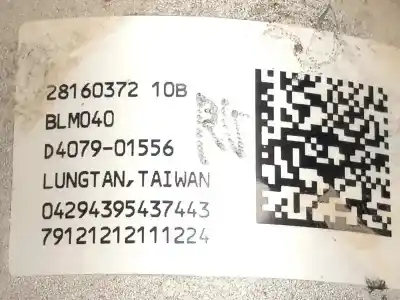 28160372 10B
BLM040
D4079-01556
LUNGTAN, TAIWAN
04294395437443
79121212111224